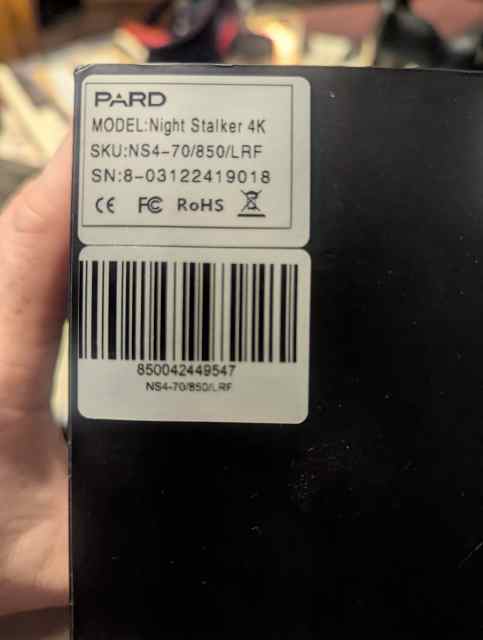 PARD
MODEL:Night Stalker 4K
SKU:NS4-70/850/LRF
SN:8-03122419018
CE FC RoHS
850042449547
NS4-70/850/LRF